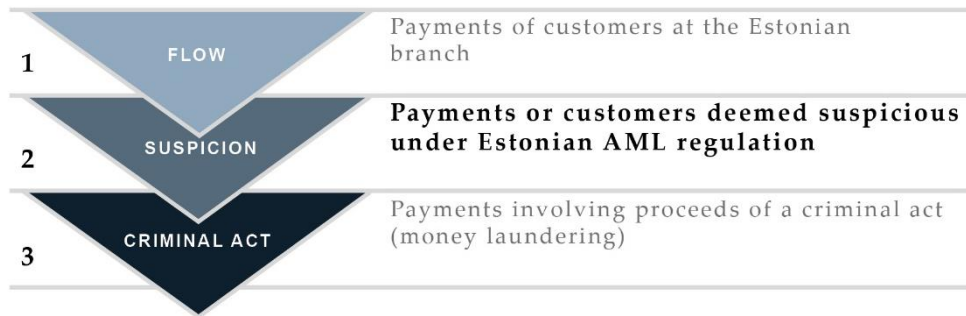 1
FLOW
Payments of customers at the Estonian
branch
2
SUSPICION
Payments or customers deemed suspicious
under Estonian AML regulation
3
CRIMINAL ACT
Payments involving proceeds of a criminal act
(money laundering)